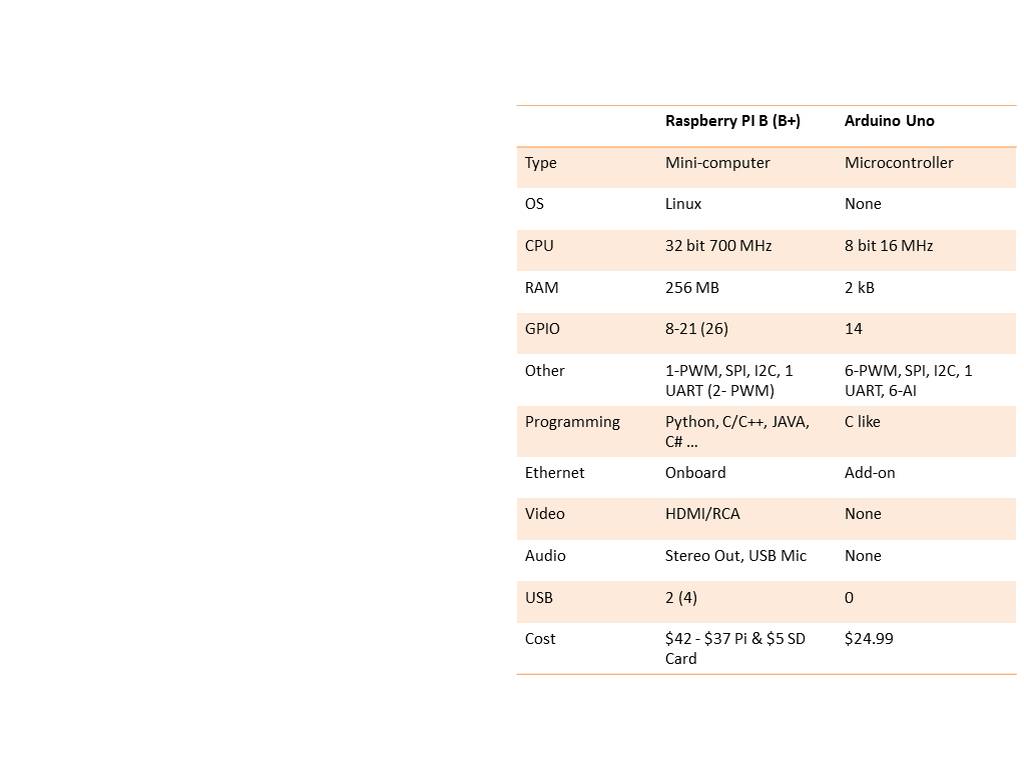 Raspberry PI B (B+) Arduino Uno
Type Mini-computer Microcontroller
OS Linux None
CPU 32 bit 700 MHz 8 bit 16 MHz
RAM 256 MB 2 kB
GPIO 8-21 (26) 14
Other 1-PWM, SPI, I2C, 1 6-PWM, SPI, I2C, 1
UART (2- PWM) UART, 6-AI
Programming Python, C/C++, JAVA, C like
C# ...
Ethernet Onboard Add-on
Video HDMI/RCA None
Audio Stereo Out, USB Mic None
USB 2 (4) 0
Cost $42 - $37 Pi & $5 SD $24.99
Card